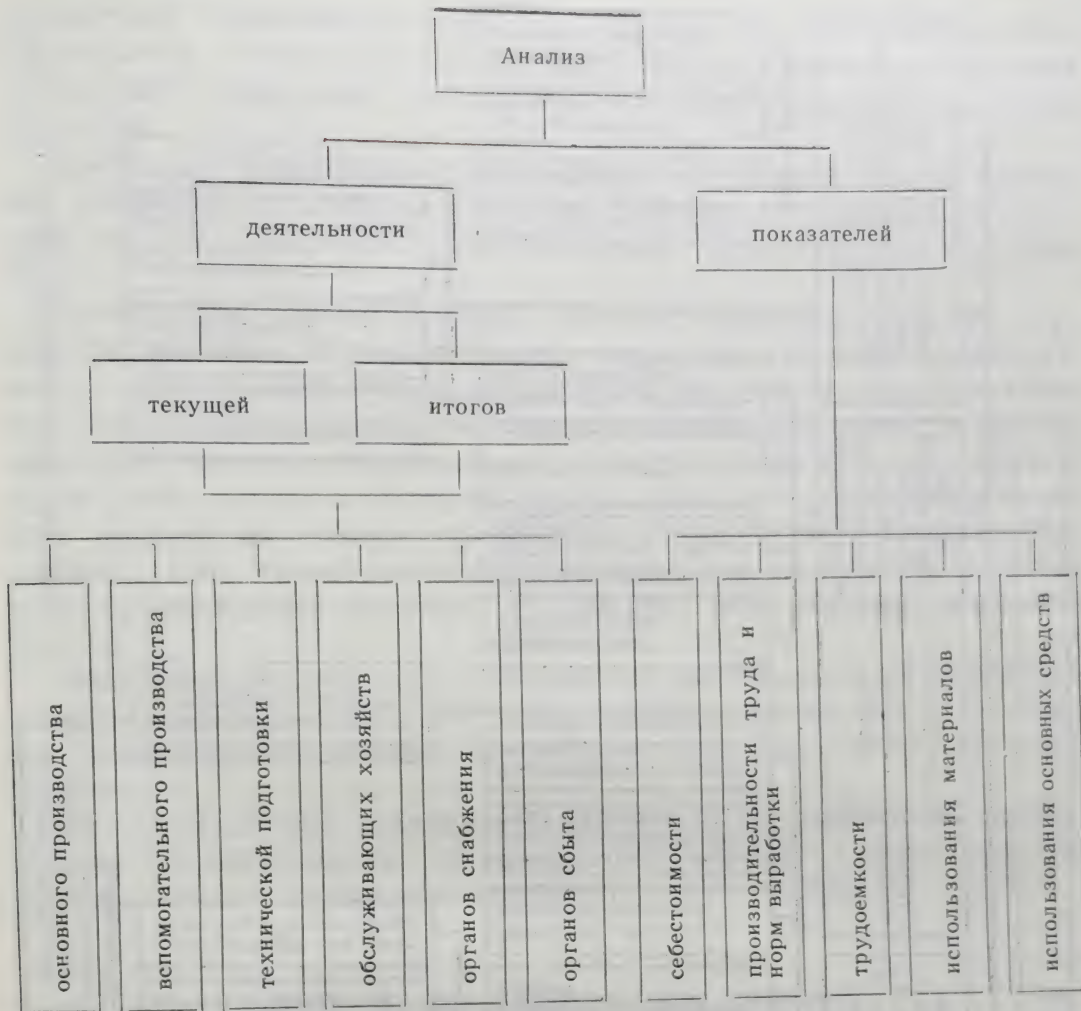 Анализ
деятельности
показателей
текущей
итогов
основного производства
вспомогательного производства
технической подготовки
обслуживающих хозяйств
органов снабжения
органов сбыта
себестоимости
производительности труда и
норм выработки
трудоемкости
использования материалов
использования основных средств